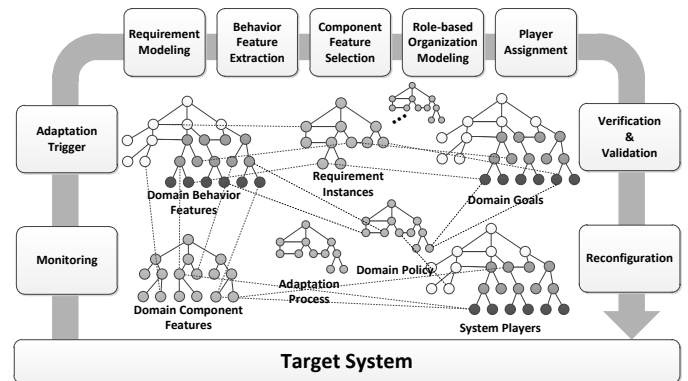 Requirement
Modeling
Behavior
Feature
Extraction
Component
Feature
Selection
Role-based
Organization
Modeling
Player
Assignment
Adaptation
Trigger
Verification
&
Validation
Requirement
Instances
Domain Behavior
Features
Domain Goals
Monitoring
Reconfiguration
Domain Policy
Adaptation
Process
Domain Component
Features
System Players
Target System